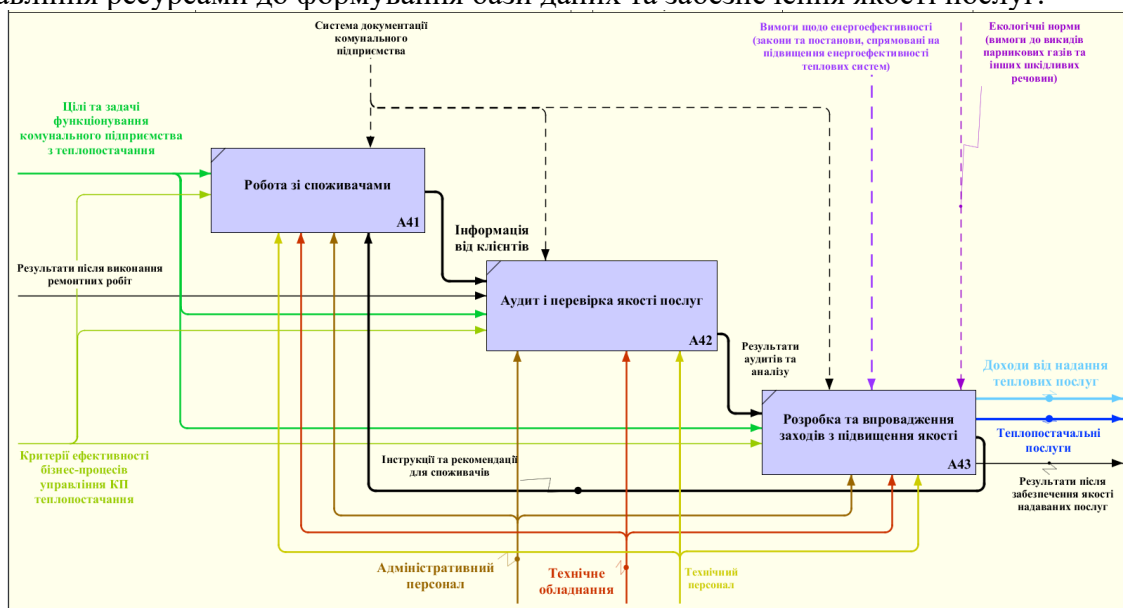 вління ресурсами до формування бази даних та забезпечення якості послуг.
Система документації
комунального
підприємства
Вимоги щодо енергоефективності
(закони та постанови, спрямовані на
підвищення енергоефективності
теплових систем)
Екологічні норми
(вимоги до викидів
парникових газів та
інших шкідливих
речовин)
Цілі та задачі
функціонування
комунального підприємства
з теплопостачання
Робота зі споживачами
A41
Інформація
від клієнтів
Результати після виконання
ремонтних робіт
Аудит і перевірка якості послуг
A42
Результати
аудитів та
аналізу
Доходи від надання
теплових послуг
Розробка та впровадження
заходів з підвищення якості
A43
Теплопостачальні
послуги
Критерії ефективності
бізнес-процесів
управління КП
теплопостачання
Інструкції та рекомендації
для споживачів
Результати після
забезпечення якості
надаваних послуг
Адміністративний
персонал
Технічне
обладнання
Технічний
персонал